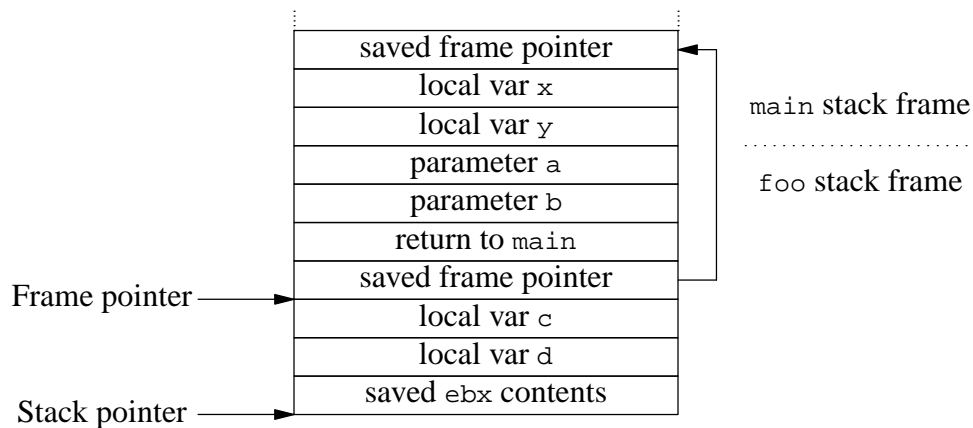 saved frame pointer
local var x
local var y
parameter a
parameter b
return to main
saved frame pointer
local var c
local var d
saved ebx contents
main stack frame
foo stack frame
Frame pointer
Stack pointer